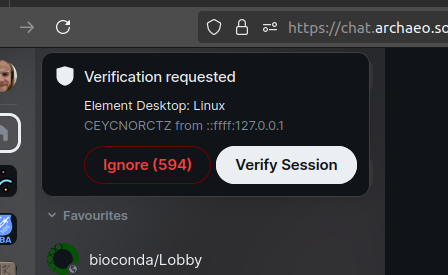 https://chat.archaeo.so
Verification requested
Element Desktop: Linux
CEYCNORCTZ from ::ffff:127.0.0.1
Ignore (594)
Verify Session
Favourites
BA
bioconda/Lobby